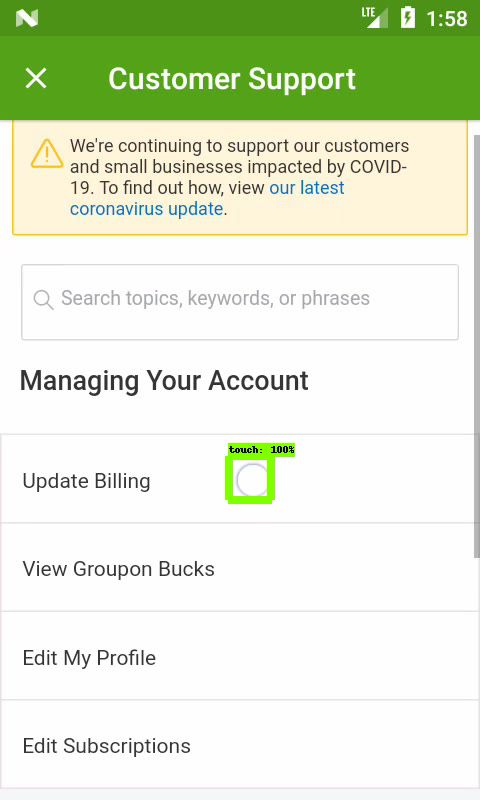 LTE 1:58
Customer Support
We're continuing to support our customers
and small businesses impacted by COVID-
19. To find out how, view our latest
coronavirus update.
Search topics, keywords, or phrases
Managing Your Account
touch: 100%
Update Billing
View Groupon Bucks
Edit My Profile
Edit Subscriptions